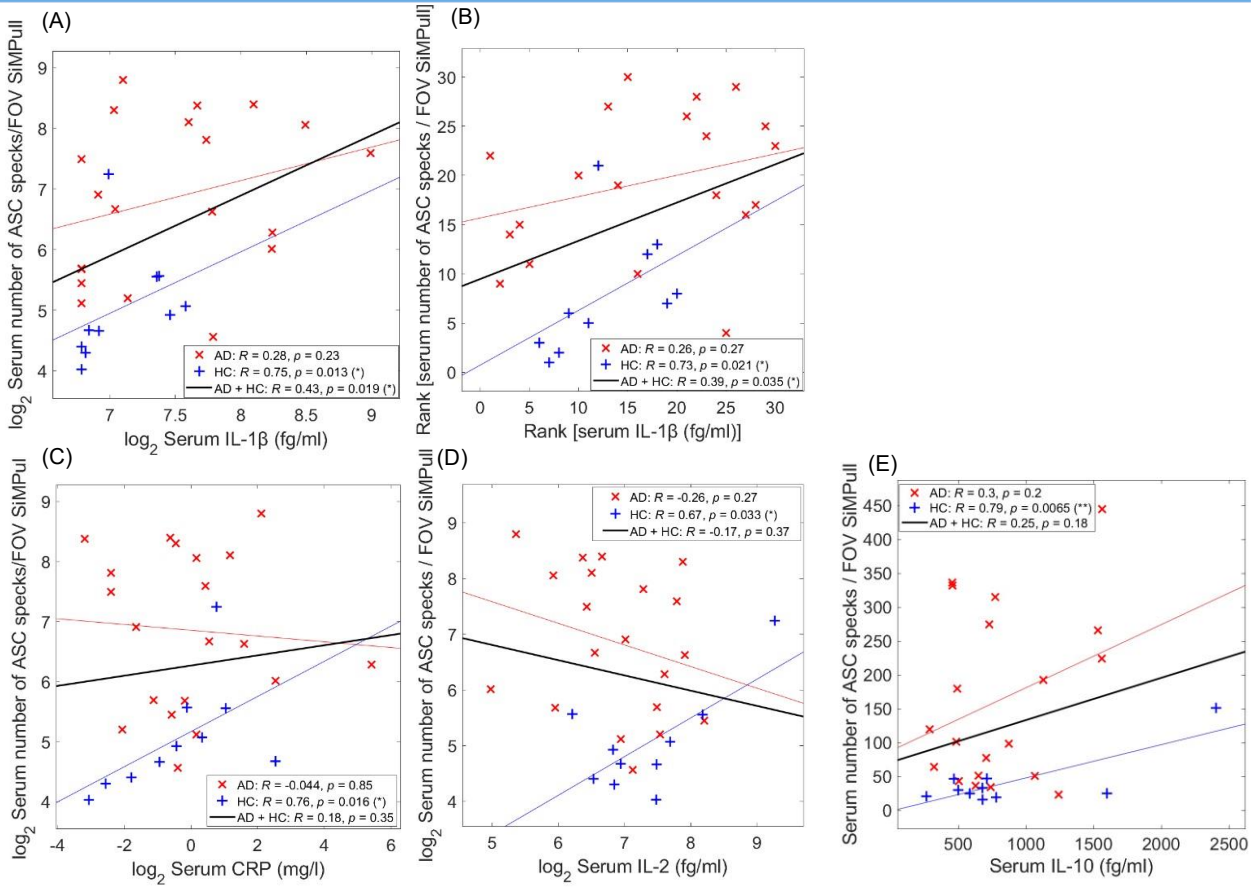 (A)
log2 Serum number of ASC specks/FOV SiMPull
9
8
7
6
5
4
AD: R = 0.28, p = 0.23
HC: R = 0.75, p = 0.013 (*)
AD + HC: R = 0.43, p = 0.019 (*)
7 7.5 8 8.5 9
log2 Serum IL-1β (fg/ml)
(B)
Rank [serum number of ASC specks / FOV SiMPull]
30
25
20
15
10
5
0
AD: R = 0.26, p = 0.27
HC: R = 0.73, p = 0.021 (*)
AD + HC: R = 0.39, p = 0.035 (*)
0 5 10 15 20 25 30
Rank [serum IL-1β (fg/ml)]
(C)
log2 Serum number of ASC specks/FOV SiMPull
9
8
7
6
5
4
AD: R = -0.044, p = 0.85
HC: R = 0.76, p = 0.016 (*)
AD + HC: R = 0.18, p = 0.35
-4 -2 0 2 4 6
log2 Serum CRP (mg/l)
(D)
log2 Serum number of ASC specks / FOV SiMPull
AD: R = -0.26, p = 0.27
HC: R = 0.67, p = 0.033 (*)
AD + HC: R = -0.17, p = 0.37
9
8
7
6
5
4
5 6 7 8 9
log2 Serum IL-2 (fg/ml)
(E)
Serum number of ASC specks / FOV SiMPull
AD: R = 0.3, p = 0.2
HC: R = 0.79, p = 0.0065 (**)
AD + HC: R = 0.25, p = 0.18
450
400
350
300
250
200
150
100
50
0
500 1000 1500 2000 2500
Serum IL-10 (fg/ml)